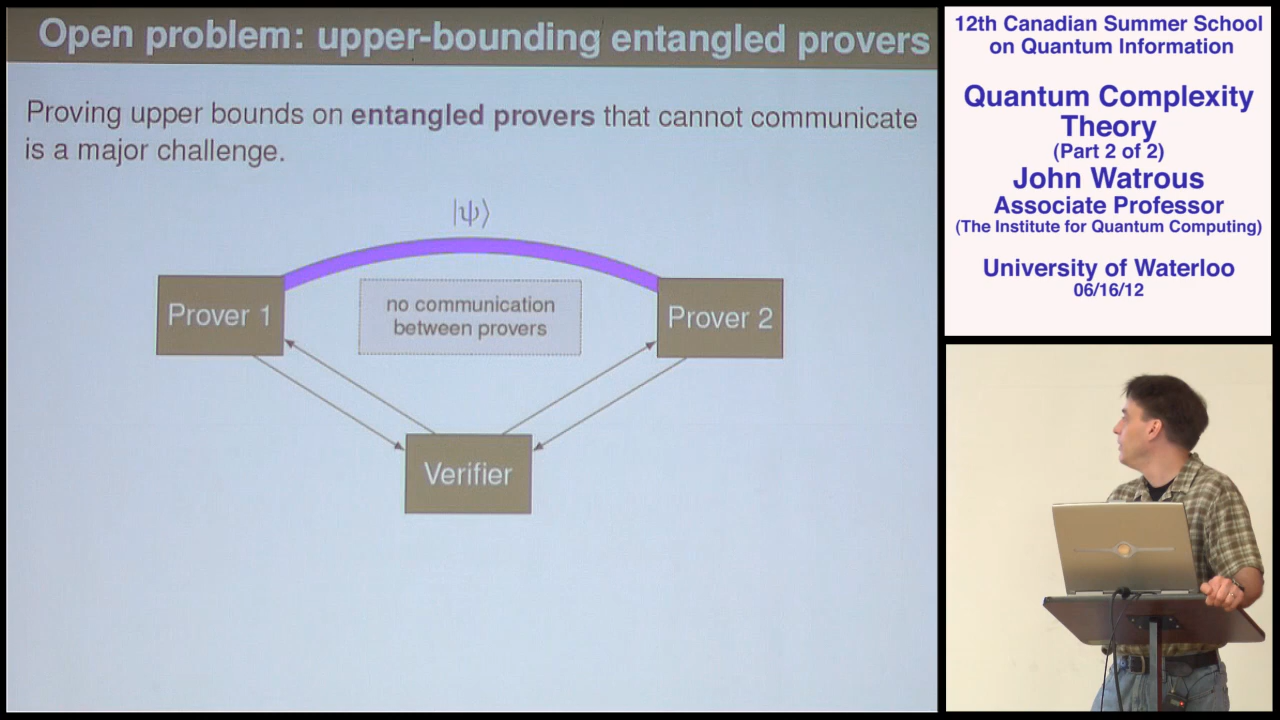 Open problem: upper-bounding entangled provers
Proving upper bounds on entangled provers that cannot communicate
is a major challenge.
|ψ⟩
Prover 1
no communication
between provers
Prover 2
Verifier
12th Canadian Summer School
on Quantum Information
Quantum Complexity
Theory
(Part 2 of 2)
John Watrous
Associate Professor
(The Institute for Quantum Computing)
University of Waterloo
06/16/12